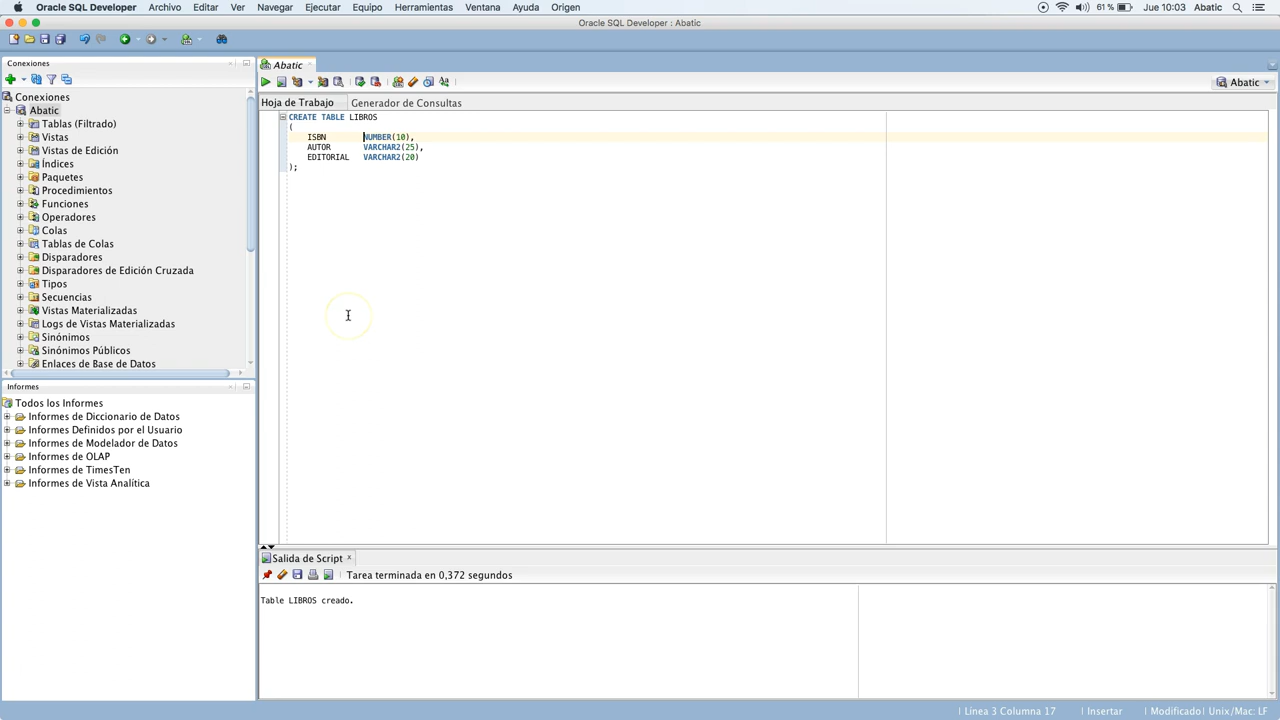 Oracle SQL Developer Archivo Editar Ver Navegar Ejecutar Equipo Herramientas Ventana Ayuda Origen 61 % Jue 10:03 Abatic
Oracle SQL Developer : Abatic
Conexiones
Conexiones
Abatic
Tablas (Filtrado)
Vistas
Vistas de Edición
Índices
Paquetes
Procedimientos
Funciones
Operadores
Colas
Tablas de Colas
Disparadores
Disparadores de Edición Cruzada
Tipos
Secuencias
Vistas Materializadas
Logs de Vistas Materializadas
Sinónimos
Sinónimos Públicos
Enlaces de Base de Datos
Informes
Todos los Informes
Informes de Diccionario de Datos
Informes Definidos por el Usuario
Informes de Modelador de Datos
Informes de OLAP
Informes de TimesTen
Informes de Vista Analítica
Abatic
Abatic
Hoja de Trabajo Generador de Consultas
CREATE TABLE LIBROS
(
ISBN NUMBER(10),
AUTOR VARCHAR2(25),
EDITORIAL VARCHAR2(20)
);
Salida de Script
Tarea terminada en 0,372 segundos
Table LIBROS creado.
Línea 3 Columna 17 Insertar Modificado Unix/Mac: LF